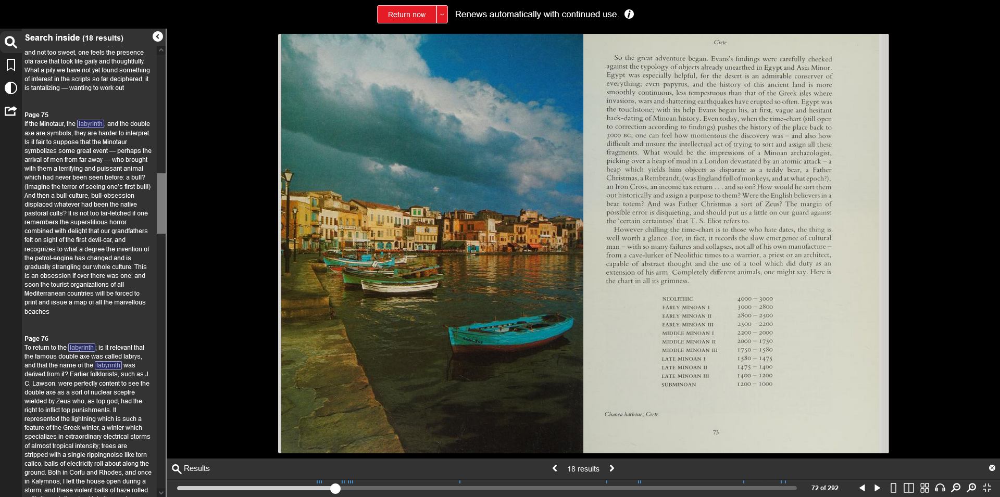 Return now
Renews automatically with continued use.
Search inside (18 results)
and not too sweet, one feels the presence
ofa race that took life gaily and thoughtfully.
What a pity we have not yet found something
of interest in the scripts so far deciphered; it
is tantalizing — wanting to work out
Page 75
If the Minotaur, the labyrinth, and the double
axe are symbols, they are harder to interpret.
Is it fair to suppose that the Minotaur
symbolizes some great event — perhaps the
arrival of men from far away — who brought
with them a terrifying and puissant animal
which had never been seen before: a bull?
(Imagine the terror of seeing one's first bull!)
And then a bull-culture, bull-obsession
displaced whatever had been the native
pastoral cults? It is not too far-fetched if one
remembers the superstitious horror
combined with delight that our grandfathers
felt on sight of the first devil-car, and
recognizes to what a degree the invention of
the petrol-engine has changed and is
gradually strangling our whole culture. This
is an obsession if ever there was one; and
soon the tourist organizations of all
Mediterranean countries will be forced to
print and issue a map of all the marvellous
beaches
Page 76
To return to the labyrinth; is it relevant that
the famous double axe was called labrys,
and that the name of the labyrinth was
derived from it? Earlier folklorists, such as J.
C. Lawson, were perfectly content to see the
double axe as a sort of nuclear sceptre
wielded by Zeus who, as top god, had the
right to inflict top punishments. It
represented the lightning which is such a
feature of the Greek winter, a winter which
specializes in extraordinary electrical storms
of almost tropical intensity; trees are
stripped with a single rippingnoise like torn
calico, balls of electricity roll about along the
ground. Both in Corfu and Rhodes, and once
in Kalymnos, I left the house open during a
storm, and these violent balls of haze rolled
Crete
So the great adventure began. Evans's findings were carefully checked
against the typology of objects already unearthed in Egypt and Asia Minor.
Egypt was especially helpful, for the desert is an admirable conserver of
everything; even papyrus, and the history of this ancient land is more
smoothly continuous, less tempestuous than that of the Greek isles where
invasions, wars and shattering earthquakes have erupted so often. Egypt was
the touchstone; with its help Evans began his, at first, vague and hesitant
back-dating of Minoan history. Even today, when the time-chart (still open
to correction according to findings) pushes the history of the place back to
3000 BC, one can feel how momentous the discovery was – and also how
difficult and unsure the intellectual act of trying to sort and assign all these
fragments. What would be the impressions of a Minoan archaeologist,
picking over a heap of mud in a London devastated by an atomic attack – a
heap which yields him objects as disparate as a teddy bear, a Father
Christmas, a Rembrandt, (was England full of monkeys, and at what epoch?),
an Iron Cross, an income tax return . . . and so on? How would he sort them
out historically and assign a purpose to them? Were the English believers in a
bear totem? And was Father Christmas a sort of Zeus? The margin of
possible error is disquieting, and should put us a little on our guard against
the 'certain certainties' that T. S. Eliot refers to.
However chilling the time-chart is to those who hate dates, the thing is
well worth a glance. For, in fact, it records the slow emergence of cultural
man – with so many failures and collapses, not all of his own manufacture –
from a cave-lurker of Neolithic times to a warrior, a priest or an architect,
capable of abstract thought and the use of a tool which did duty as an
extension of his arm. Completely different animals, one might say. Here is
the chart in all its grimness.
NEOLITHIC 4000 – 3000
EARLY MINOAN I 3000 – 2800
EARLY MINOAN II 2800 – 2500
EARLY MINOAN III 2500 – 2200
MIDDLE MINOAN I 2200 – 2000
MIDDLE MINOAN II 2000 – 1750
MIDDLE MINOAN III 1750 – 1580
LATE MINOAN I 1580 – 1475
LATE MINOAN II 1475 – 1400
LATE MINOAN III 1400 – 1200
SUBMINOAN 1200 – 1000
Chanea harbour, Crete
73
Results
18 results
72 of 292